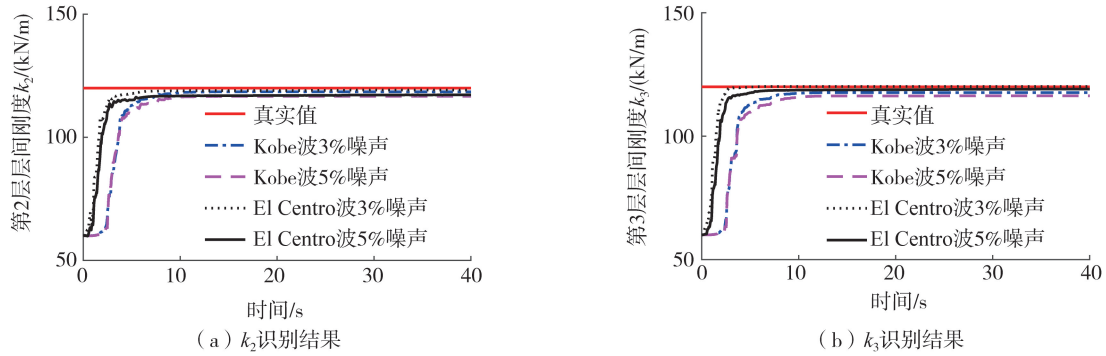 150
100
50
0
10
20
30
40
第2层层间刚度k₂/(kN/m)
时间/s
真实值
Kobe波3%噪声
Kobe波5%噪声
El Centro波3%噪声
El Centro波5%噪声
（a）k₂识别结果
150
100
50
0
10
20
30
40
第3层层间刚度k₃/(kN/m)
时间/s
真实值
Kobe波3%噪声
Kobe波5%噪声
El Centro波3%噪声
El Centro波5%噪声
（b）k₃识别结果